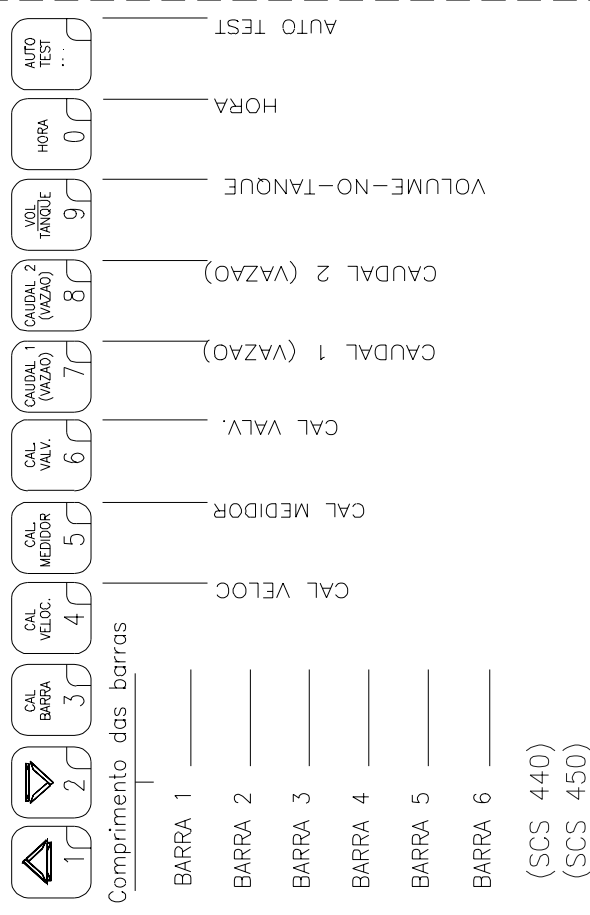 1
2
CAL
BARRA
3
CAL
VELOC.
4
CAL
MEDIDOR
5
CAL
VALV.
6
CAUDAL 1
(VAZAO)
7
CAUDAL 2
(VAZAO)
8
VOL
TANQUE
9
HORA
0
AUTO
TEST
...
Comprimento das barras
BARRA 1
BARRA 2
BARRA 3
BARRA 4
BARRA 5
BARRA 6
(SCS 440)
(SCS 450)
CAL VELOC
CAL MEDIDOR
CAL VALV.
CAUDAL 1 (VAZAO)
CAUDAL 2 (VAZAO)
VOLUME-NO-TANQUE
HORA
AUTO TEST